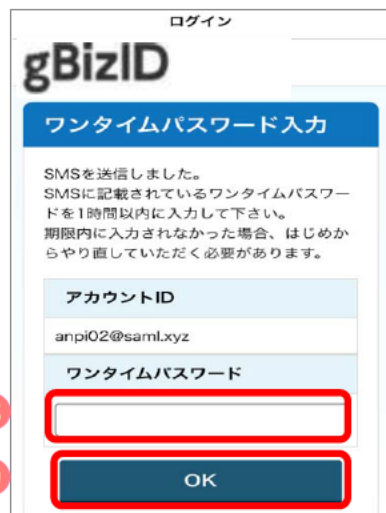 ログイン
gBizID
ワンタイムパスワード入力
SMSを送信しました。
SMSに記載されているワンタイムパスワー
ドを1時間以内に入力して下さい。
期限内に入力されなかった場合、はじめか
らやり直していただく必要があります。
アカウントID
anpi02@saml.xyz
ワンタイムパスワード
OK